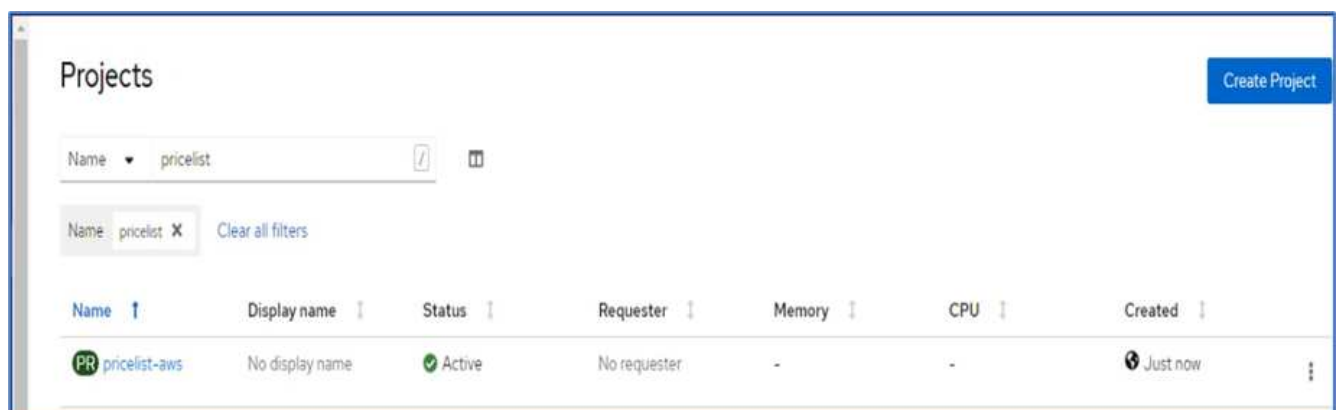 Projects
Create Project
Name pricelist /
Name pricelist X Clear all filters
Name Display name Status Requester Memory CPU Created
PR pricelist-aws No display name Active No requester - - Just now